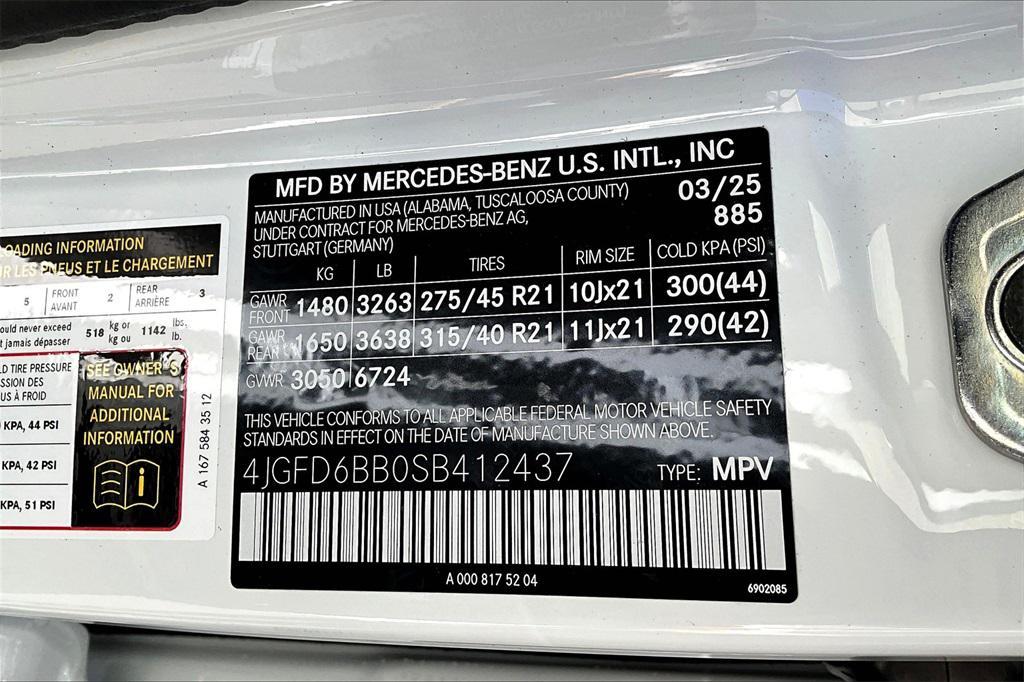 LOADING INFORMATION
LES PNEUS ET LE CHARGEMENT
5 FRONT AVANT 2 REAR ARRIÈRE 3
should never exceed 518 kg or 1142 lbs.
jamais dépasser kg ou lb.
TIRE PRESSURE
À FROID
KPA, 44 PSI
KPA, 42 PSI
KPA, 51 PSI
SEE OWNER'S
MANUAL FOR
ADDITIONAL
INFORMATION
A 167 584 35 12
MFD BY MERCEDES-BENZ U.S. INTL., INC
MANUFACTURED IN USA (ALABAMA, TUSCALOOSA COUNTY) 03/25
UNDER CONTRACT FOR MERCEDES-BENZ AG, 885
STUTTGART (GERMANY)
KG LB TIRES RIM SIZE COLD KPA (PSI)
GAWR FRONT 1480 3263 275/45 R21 10Jx21 300(44)
GAWR REAR 1650 3638 315/40 R21 11Jx21 290(42)
GVWR 3050 6724
THIS VEHICLE CONFORMS TO ALL APPLICABLE FEDERAL MOTOR VEHICLE SAFETY
STANDARDS IN EFFECT ON THE DATE OF MANUFACTURE SHOWN ABOVE.
4JGFD6BB0SB412437 TYPE: MPV
A 000 817 52 04
6902085